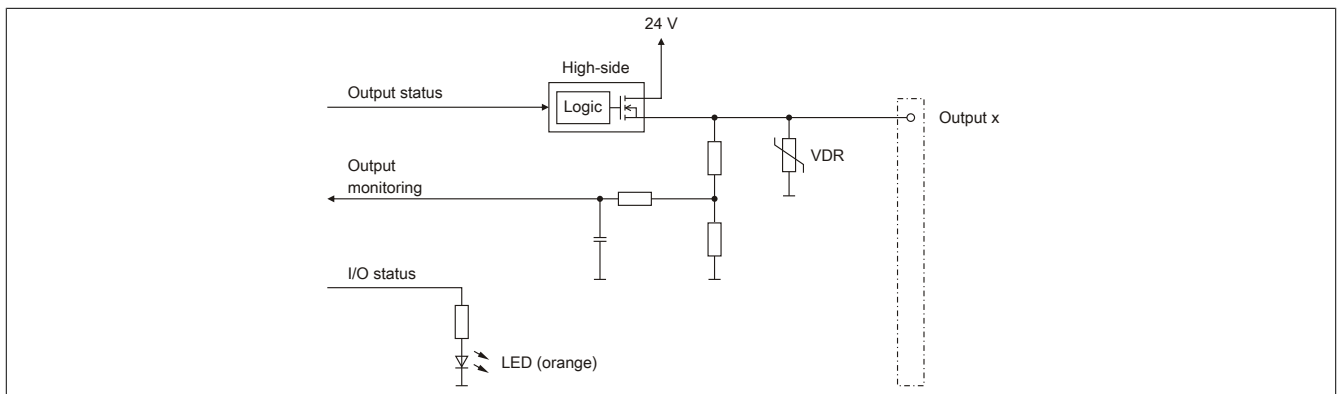 24 V
High-side
Output status
Logic
Output x
VDR
Output
monitoring
I/O status
LED (orange)